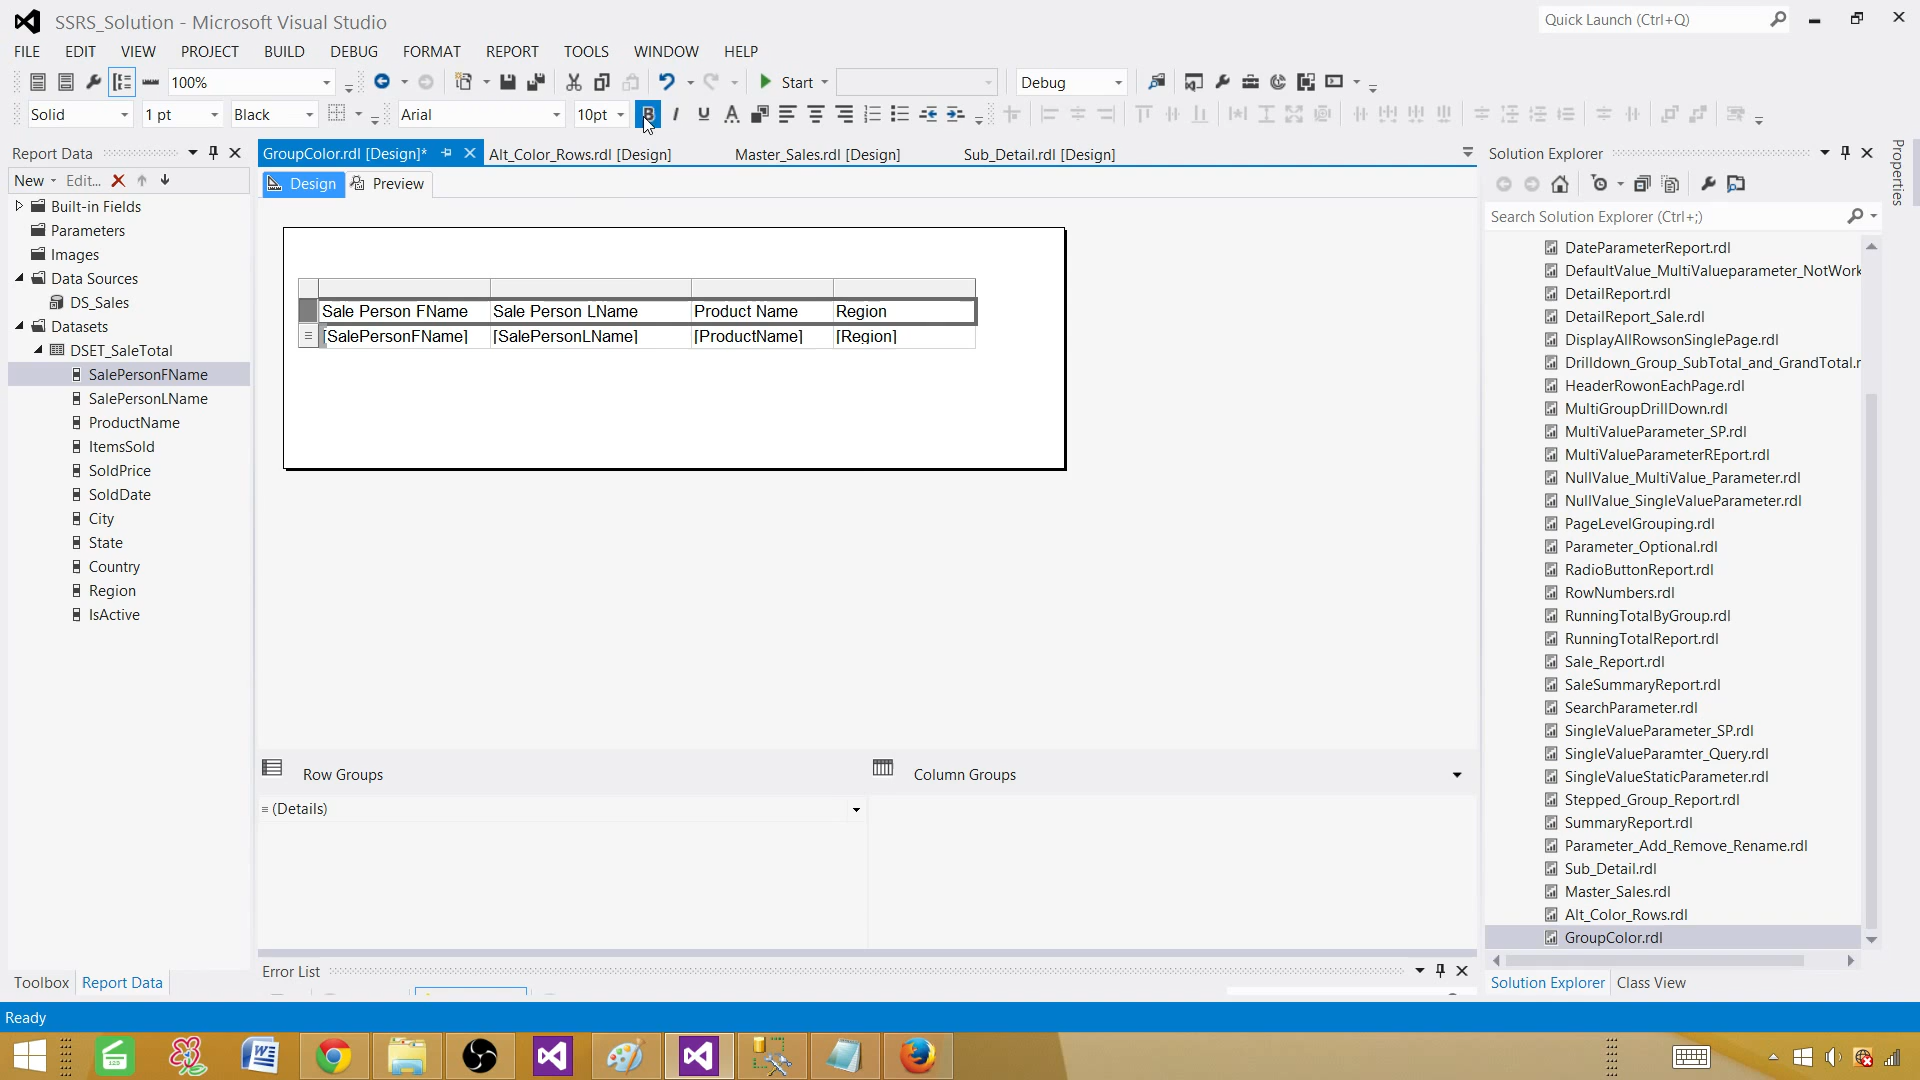 SSRS_Solution - Microsoft Visual Studio
Quick Launch (Ctrl+Q)
FILE EDIT VIEW PROJECT BUILD DEBUG FORMAT REPORT TOOLS WINDOW HELP
100% Start Debug
Solid 1 pt Black Arial 10pt B I U A
Report Data
New Edit...
Built-in Fields
Parameters
Images
Data Sources
DS_Sales
Datasets
DSET_SaleTotal
SalePersonFName
SalePersonLName
ProductName
ItemsSold
SoldPrice
SoldDate
City
State
Country
Region
IsActive
Toolbox Report Data
GroupColor.rdl [Design]* Alt_Color_Rows.rdl [Design] Master_Sales.rdl [Design] Sub_Detail.rdl [Design]
Design Preview
Sale Person FName Sale Person LName Product Name Region
[SalePersonFName] [SalePersonLName] [ProductName] [Region]
Row Groups Column Groups
(Details)
Error List
Solution Explorer
Search Solution Explorer (Ctrl+;)
DateParameterReport.rdl
DefaultValue_MultiValueparameter_NotWork
DetailReport.rdl
DetailReport_Sale.rdl
DisplayAllRowsonSinglePage.rdl
Drilldown_Group_SubTotal_and_GrandTotal.r
HeaderRowonEachPage.rdl
MultiGroupDrillDown.rdl
MultiValueParameter_SP.rdl
MultiValueParameterREport.rdl
NullValue_MultiValue_Parameter.rdl
NullValue_SingleValueParameter.rdl
PageLevelGrouping.rdl
Parameter_Optional.rdl
RadioButtonReport.rdl
RowNumbers.rdl
RunningTotalByGroup.rdl
RunningTotalReport.rdl
Sale_Report.rdl
SaleSummaryReport.rdl
SearchParameter.rdl
SingleValueParameter_SP.rdl
SingleValueParamter_Query.rdl
SingleValueStaticParameter.rdl
Stepped_Group_Report.rdl
SummaryReport.rdl
Parameter_Add_Remove_Rename.rdl
Sub_Detail.rdl
Master_Sales.rdl
Alt_Color_Rows.rdl
GroupColor.rdl
Solution Explorer Class View
Properties
Ready